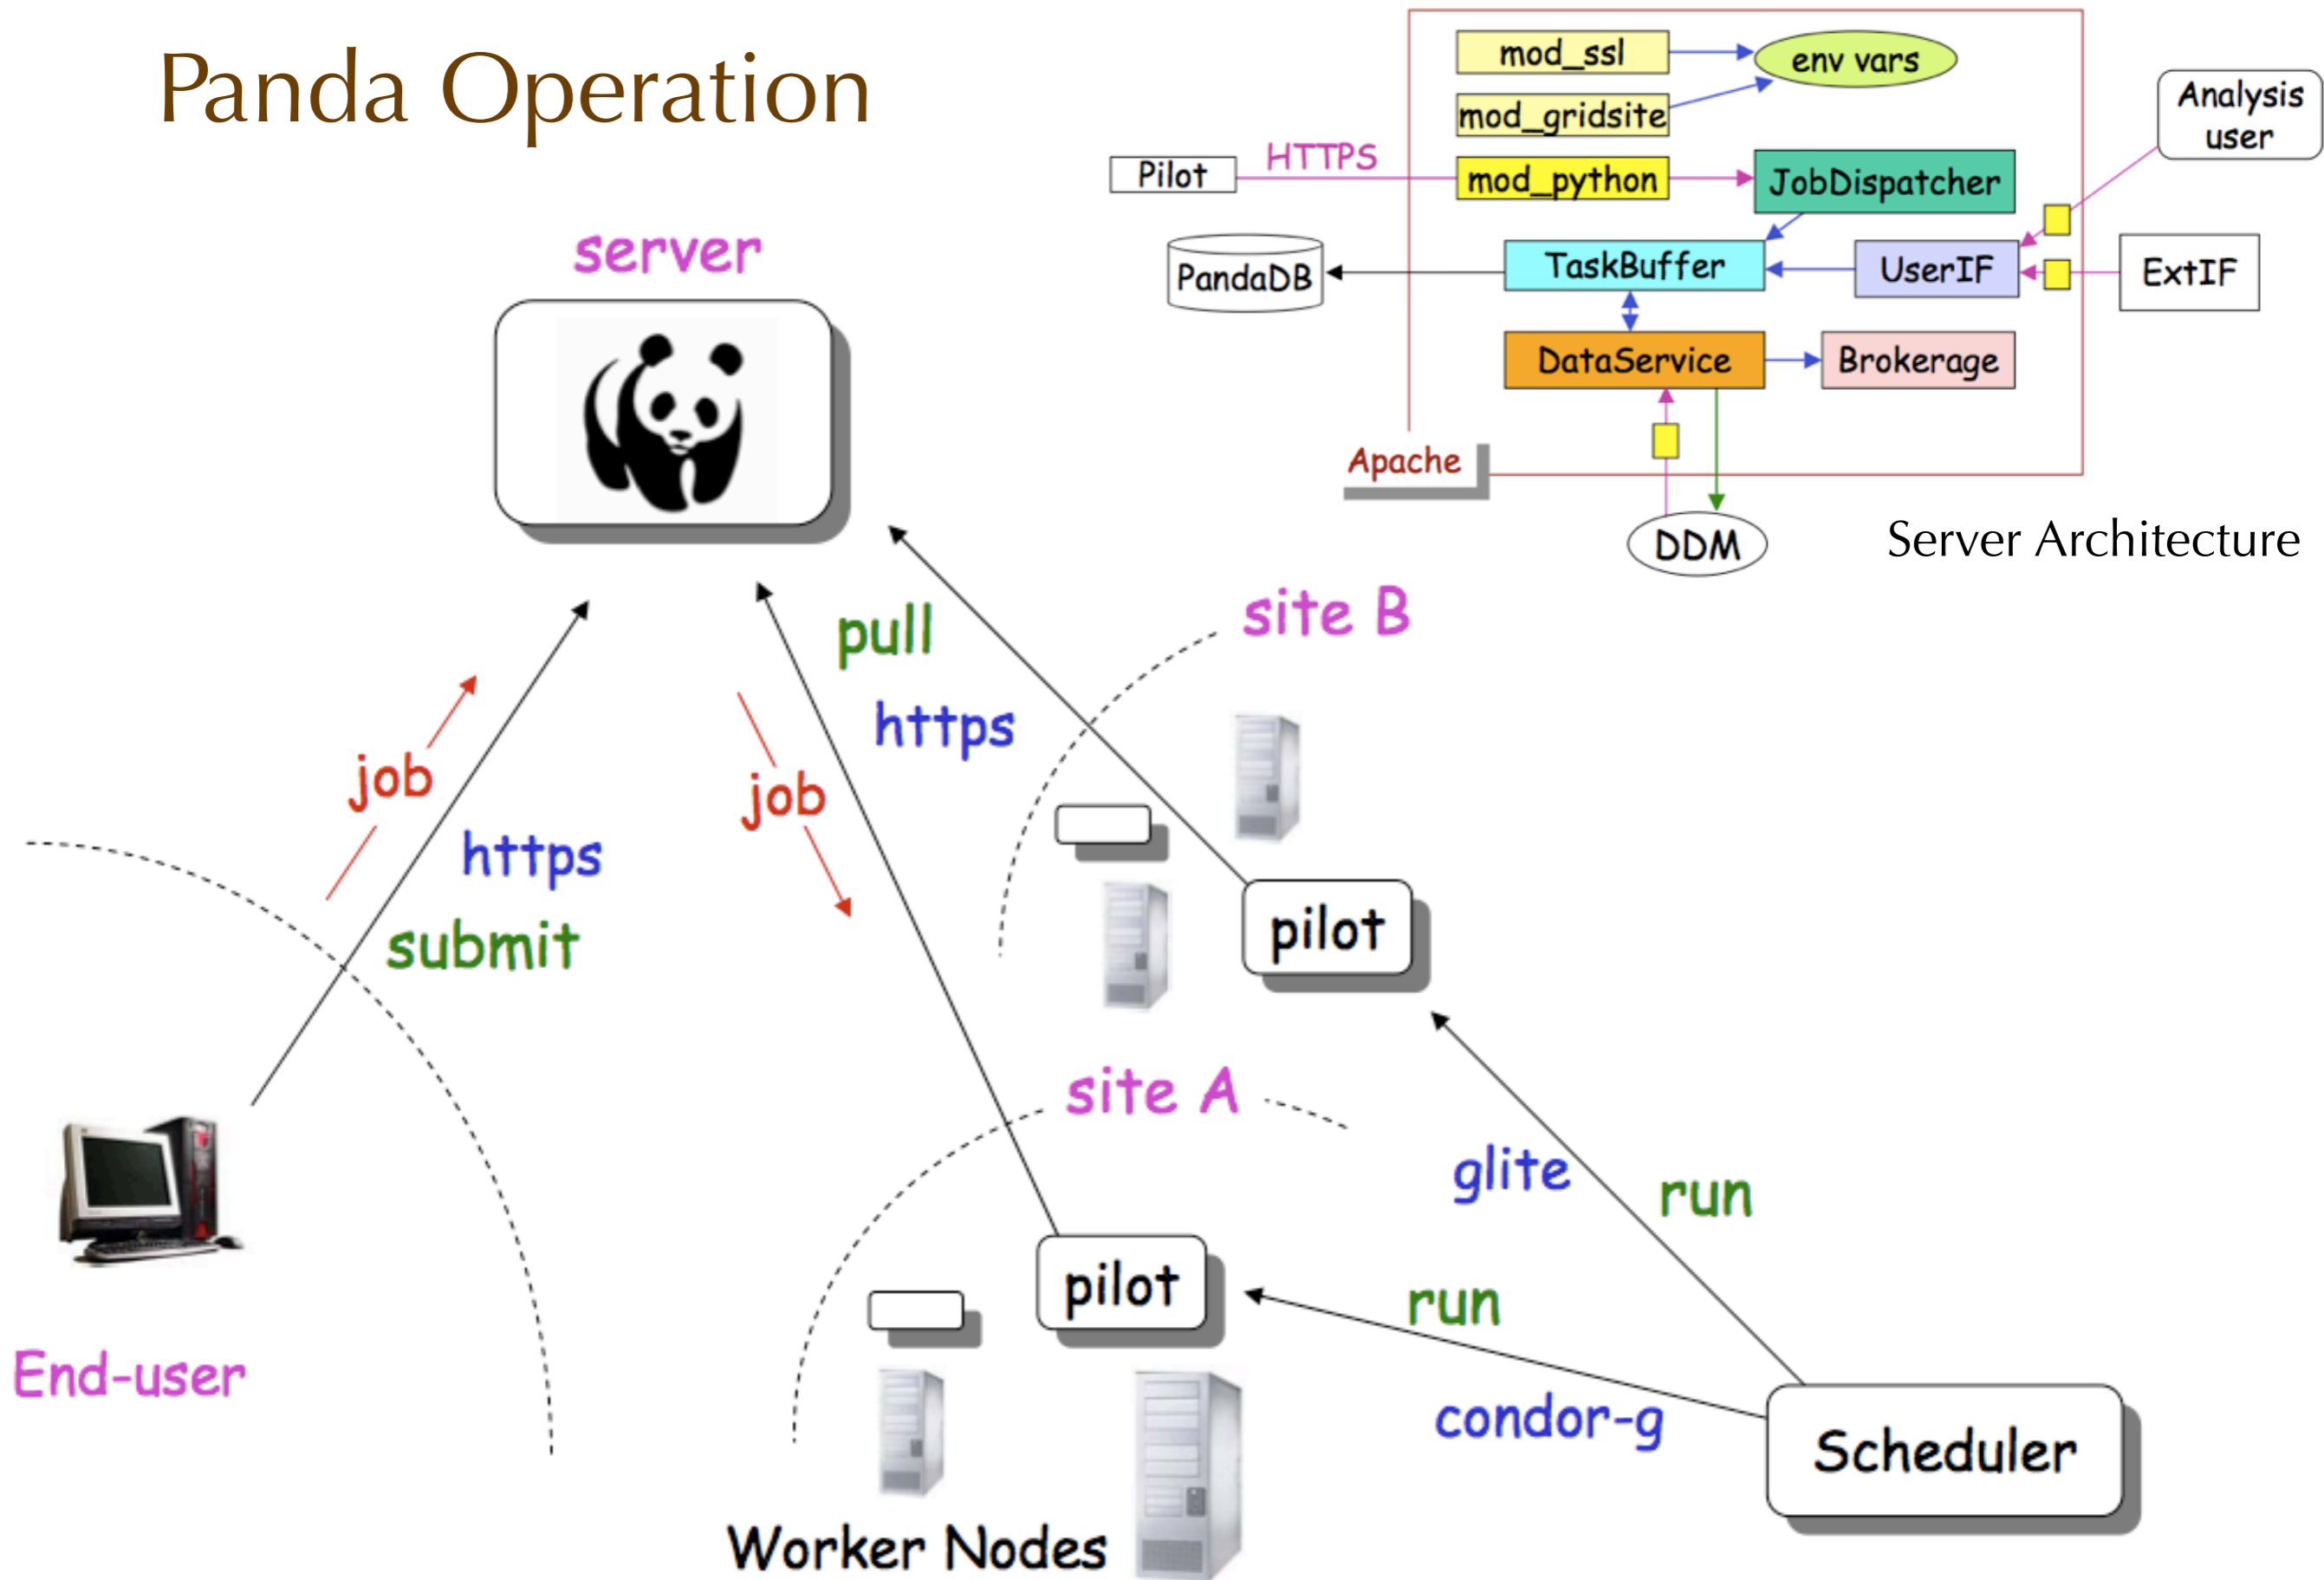 Panda Operation
mod_ssl
env vars
mod_gridsite
Analysis
user
Pilot
HTTPS
mod_python
JobDispatcher
PandaDB
TaskBuffer
UserIF
ExtIF
DataService
Brokerage
Apache
DDM
Server Architecture
server
pull
site B
https
job
job
https
submit
pilot
site A
glite
run
pilot
run
End-user
condor-g
Scheduler
Worker Nodes